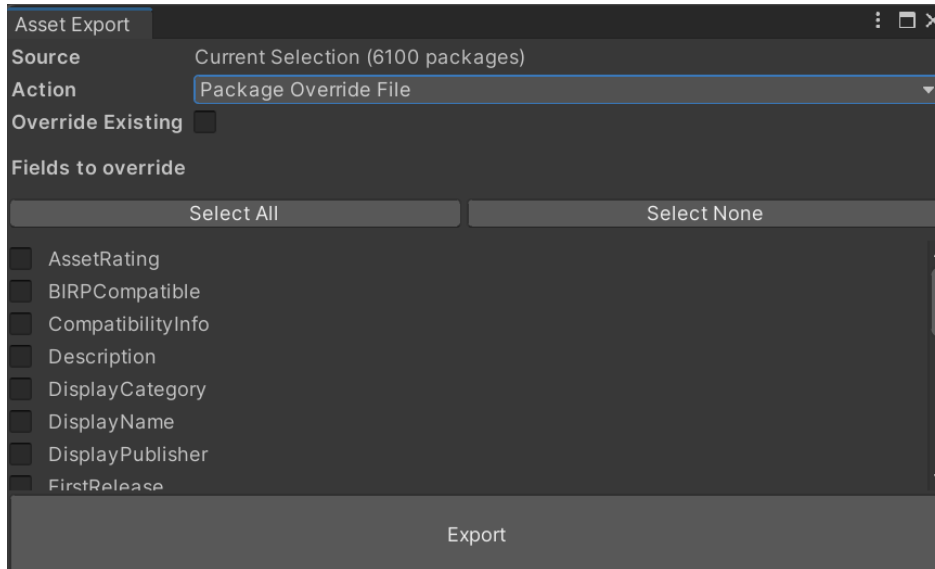 Asset Export
Source Current Selection (6100 packages)
Action Package Override File
Override Existing
Fields to override
Select All Select None
AssetRating
BIRPCompatible
CompatibilityInfo
Description
DisplayCategory
DisplayName
DisplayPublisher
FirstRelease
Export